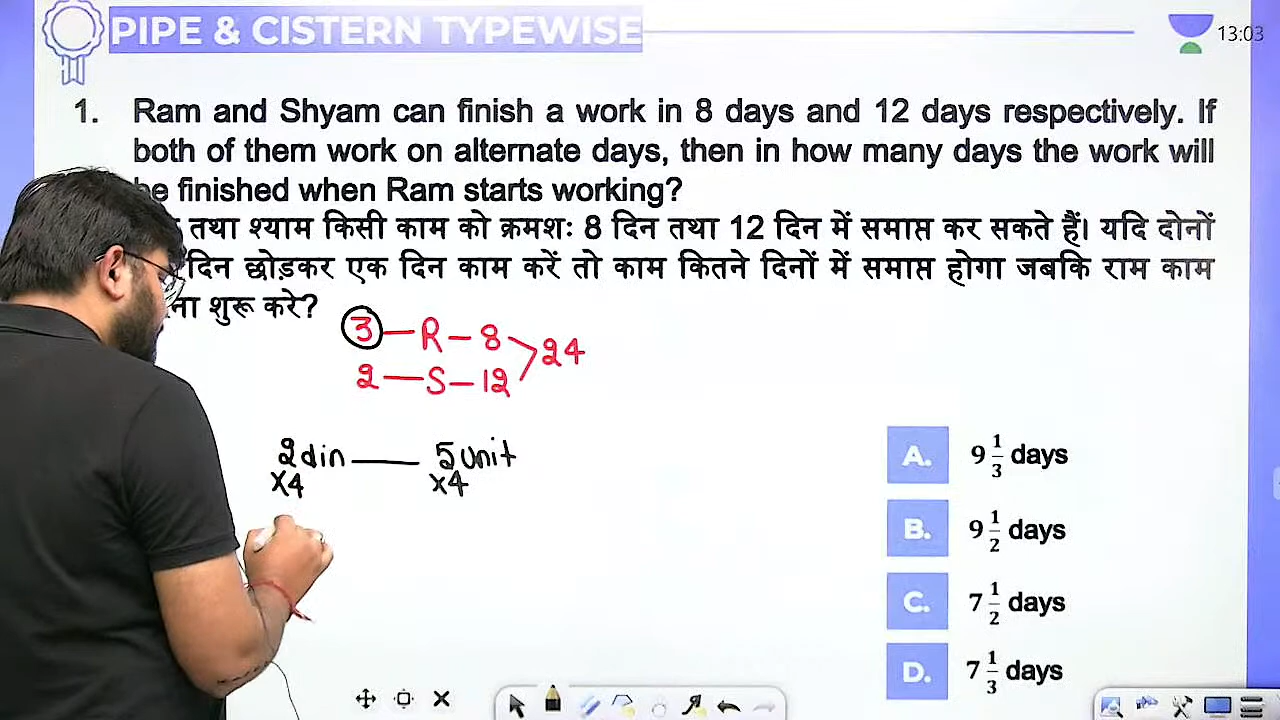 PIPE & CISTERN TYPEWISE
13:03
1. Ram and Shyam can finish a work in 8 days and 12 days respectively. If
both of them work on alternate days, then in how many days the work will
be finished when Ram starts working?
तथा श्याम किसी काम को क्रमशः 8 दिन तथा 12 दिन में समाप्त कर सकते हैं। यदि दोनों
दिन छोड़कर एक दिन काम करें तो काम कितने दिनों में समाप्त होगा जबकि राम काम
शुरू करे?
3 — R — 8
24
2 — S — 12
2din — 5unit
x4 x4
A. 9 1/3 days
B. 9 1/2 days
C. 7 1/2 days
D. 7 1/3 days